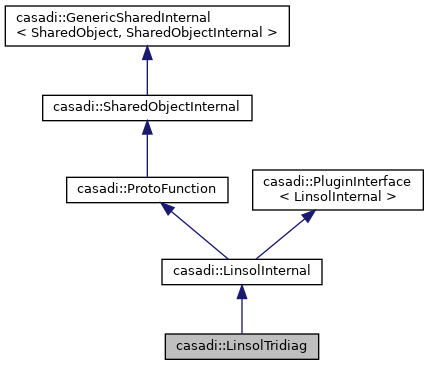 casadi::GenericSharedInternal
< SharedObject, SharedObjectInternal >
casadi::SharedObjectInternal
casadi::ProtoFunction
casadi::PluginInterface
< LinsolInternal >
casadi::LinsolInternal
casadi::LinsolTridiag